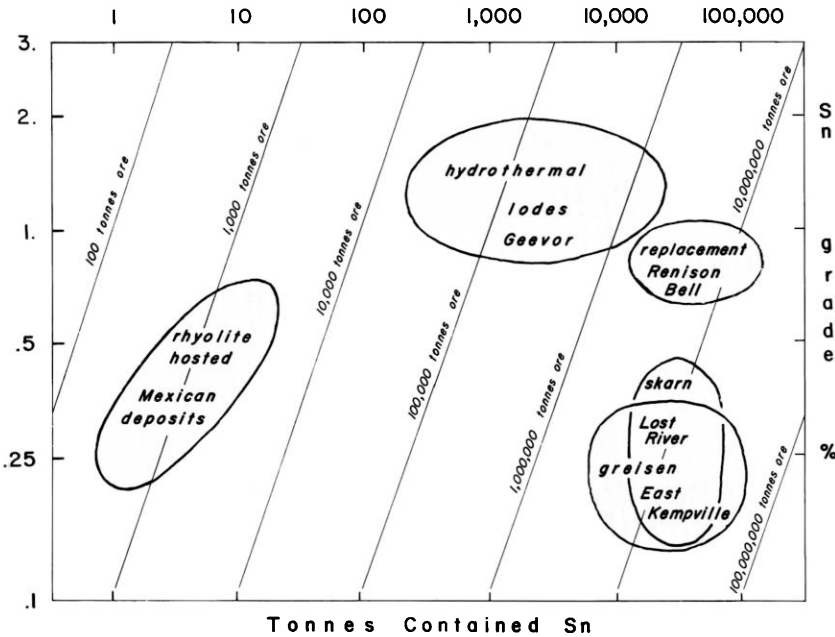 1 10 1,000 10,000 100,000
3.
2.
1.
.5
.25
.1
100 tonnes ore
1,000 tonnes ore
10,000 tonnes ore
100,000 tonnes ore
1,000,000 tonnes ore
10,000,000 tonnes ore
100,000,000 tonnes ore
hydrothermal
lodes
Geevor
replacement
Renison
Bell
rhyolite
hosted
Mexican
deposits
skarn
Lost
River
greisen
East
Kempville
Sn grade %
Tonnes Contained Sn